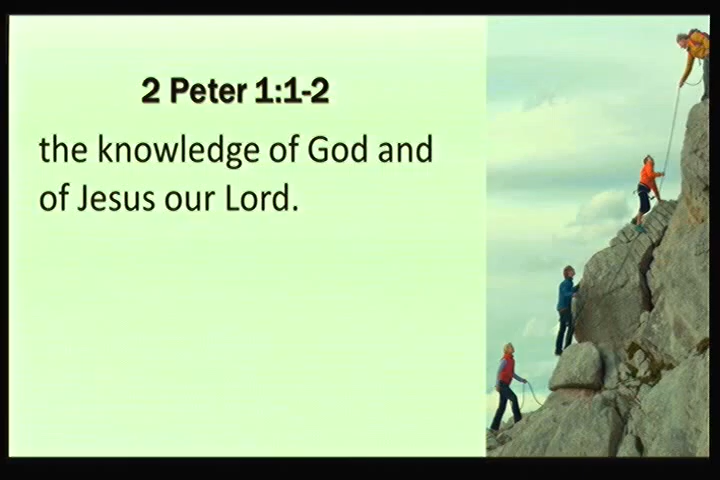 2 Peter 1:1-2
the knowledge of God and
of Jesus our Lord.